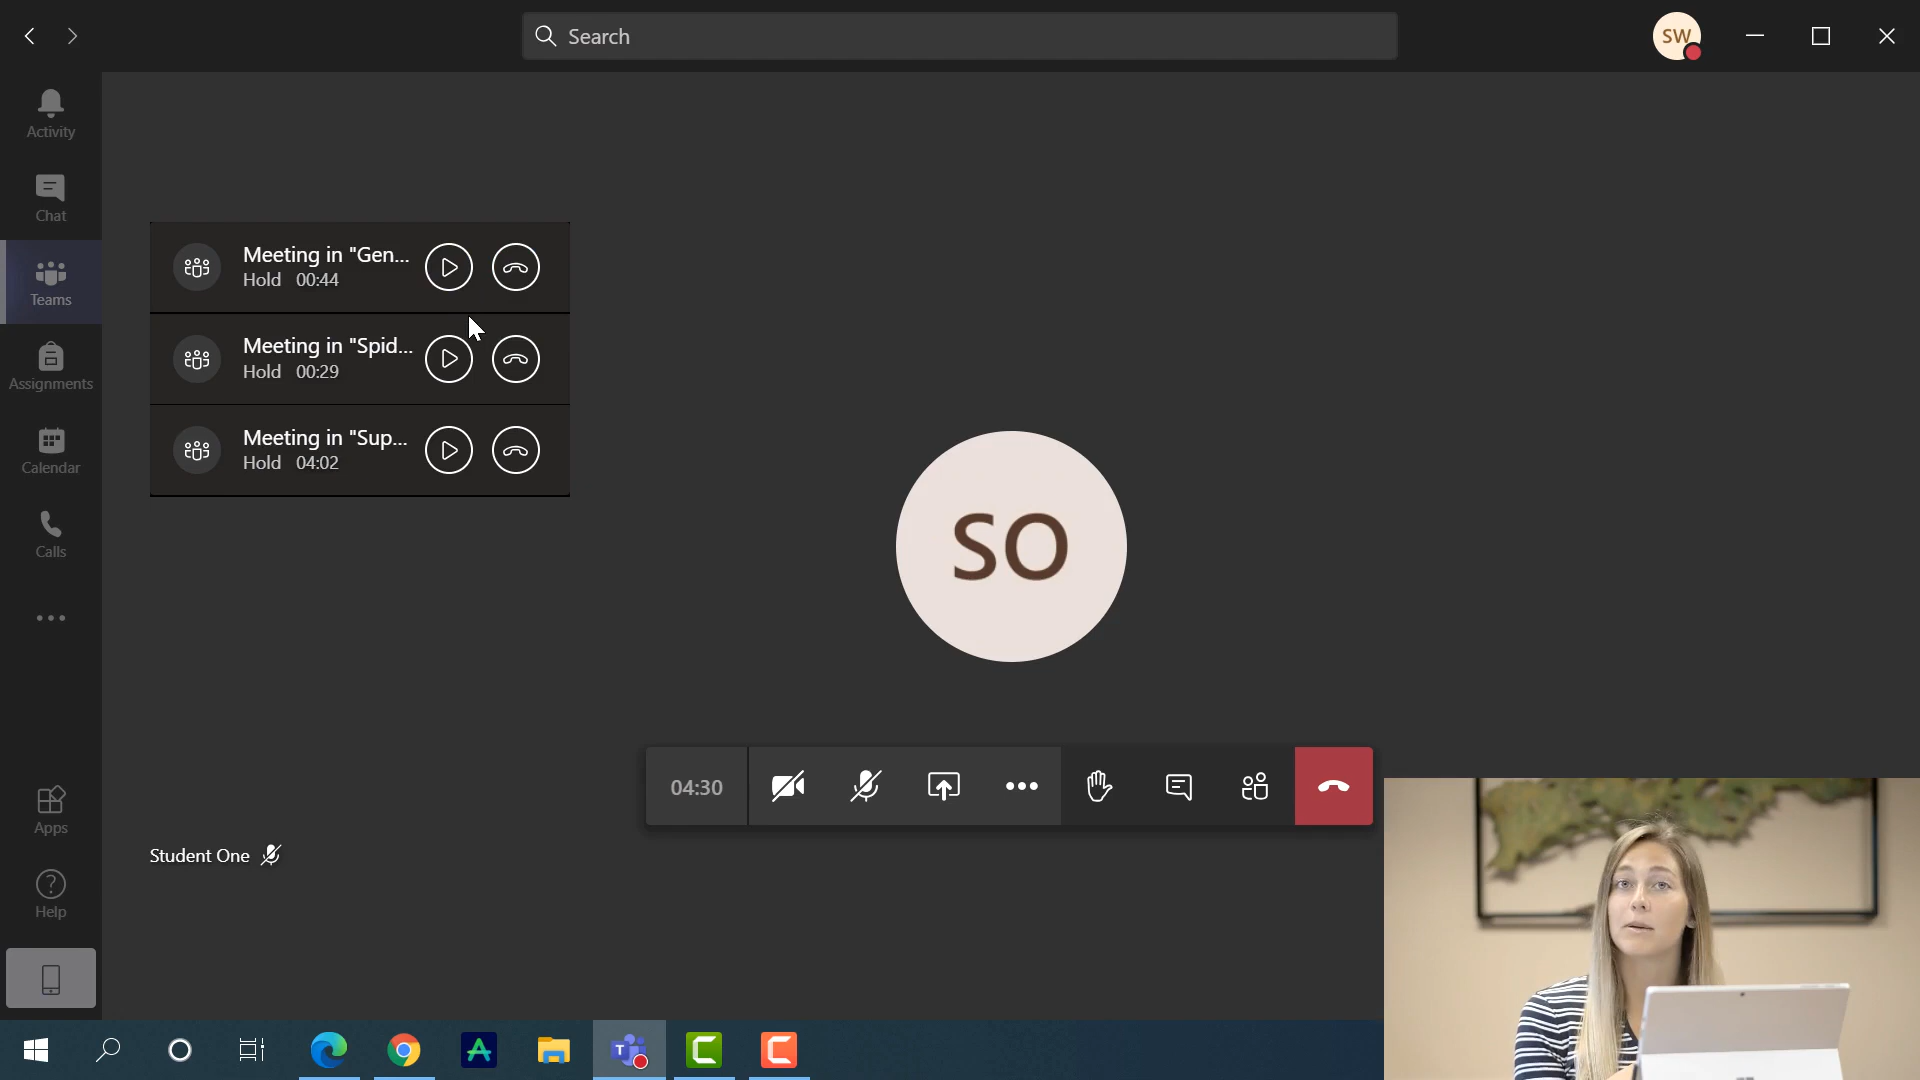 Search
SW
Activity
Chat
Teams
Assignments
Calendar
Calls
Apps
Help
Meeting in "Gen...
Hold 00:44
Meeting in "Spid...
Hold 00:29
Meeting in "Sup...
Hold 04:02
SO
04:30
Student One